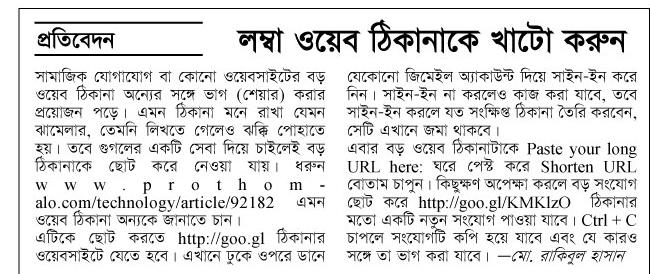 প্রতিবেদন
লম্বা ওয়েব ঠিকানাকে খাটো করুন
সামাজিক যোগাযোগ বা কোনো ওয়েবসাইটের বড়
ওয়েব ঠিকানা অন্যের সঙ্গে ভাগ (শেয়ার) করার
প্রয়োজন পড়ে। এমন ঠিকানা মনে রাখা যেমন
ঝামেলার, তেমনি লিখতে গেলেও ঝক্কি পোহাতে
হয়। তবে গুগলের একটি সেবা দিয়ে চাইলেই বড়
ঠিকানাকে ছোট করে নেওয়া যায়। ধরুন
w w w . p r o t h o m -
alo.com/technology/article/92182 এমন
ওয়েব ঠিকানা অন্যকে জানাতে চান।
এটিকে ছোট করতে http://goo.gl ঠিকানার
ওয়েবসাইটে যেতে হবে। এখানে ঢুকে ওপরে ডানে
যেকোনো জিমেইল অ্যাকাউন্ট দিয়ে সাইন-ইন করে
নিন। সাইন-ইন না করলেও কাজ করা যাবে, তবে
সাইন-ইন করলে যত সংক্ষিপ্ত ঠিকানা তৈরি করবেন,
সেটি এখানে জমা থাকবে।
এবার বড় ওয়েব ঠিকানাটাকে Paste your long
URL here: ঘরে পেস্ট করে Shorten URL
বোতাম চাপুন। কিছুক্ষণ অপেক্ষা করলে বড় সংযোগ
ছোট করে http://goo.gl/KMKlzO ঠিকানার
মতো একটি নতুন সংযোগ পাওয়া যাবে। Ctrl + C
চাপলে সংযোগটি কপি হয়ে যাবে এবং যে কারও
সঙ্গে তা ভাগ করা যাবে। —মো. রাকিবুল হাসান